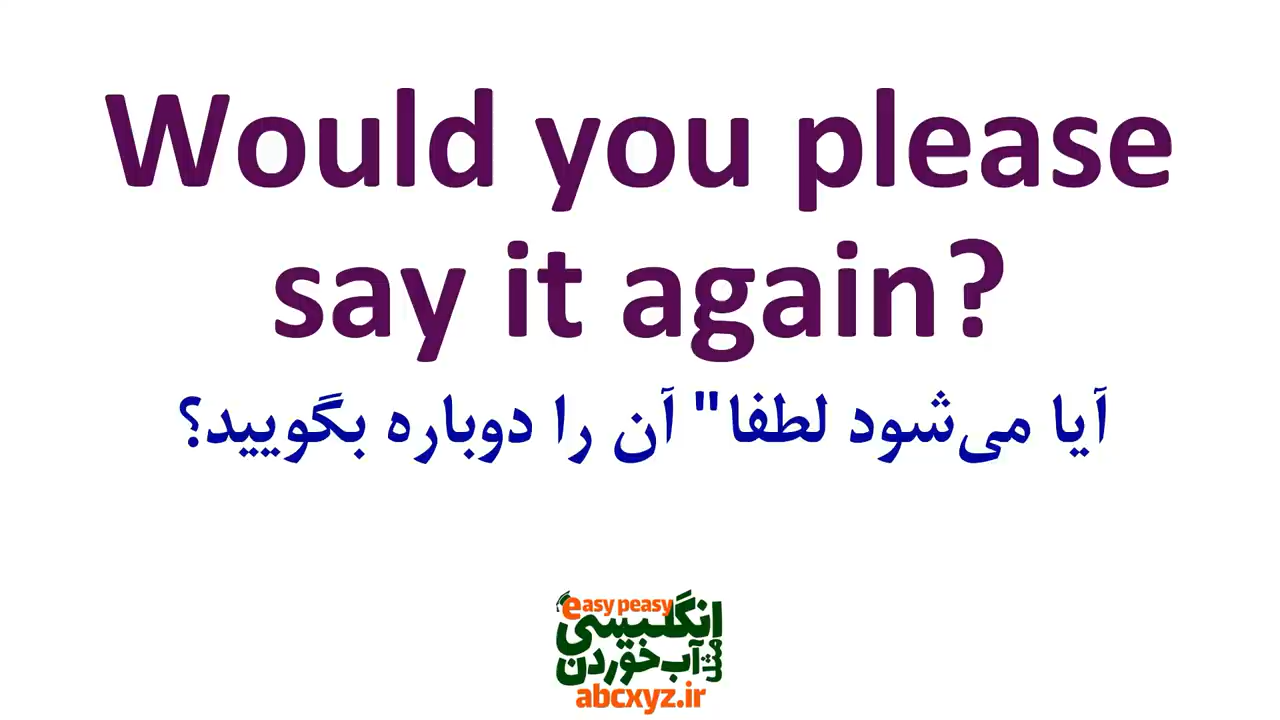 Would you please
say it again?
آیا می‌شود لطفا" آن را دوباره بگویید؟
easy peasy
انگلیسی
مثل آب خوردن
abcxyz.ir